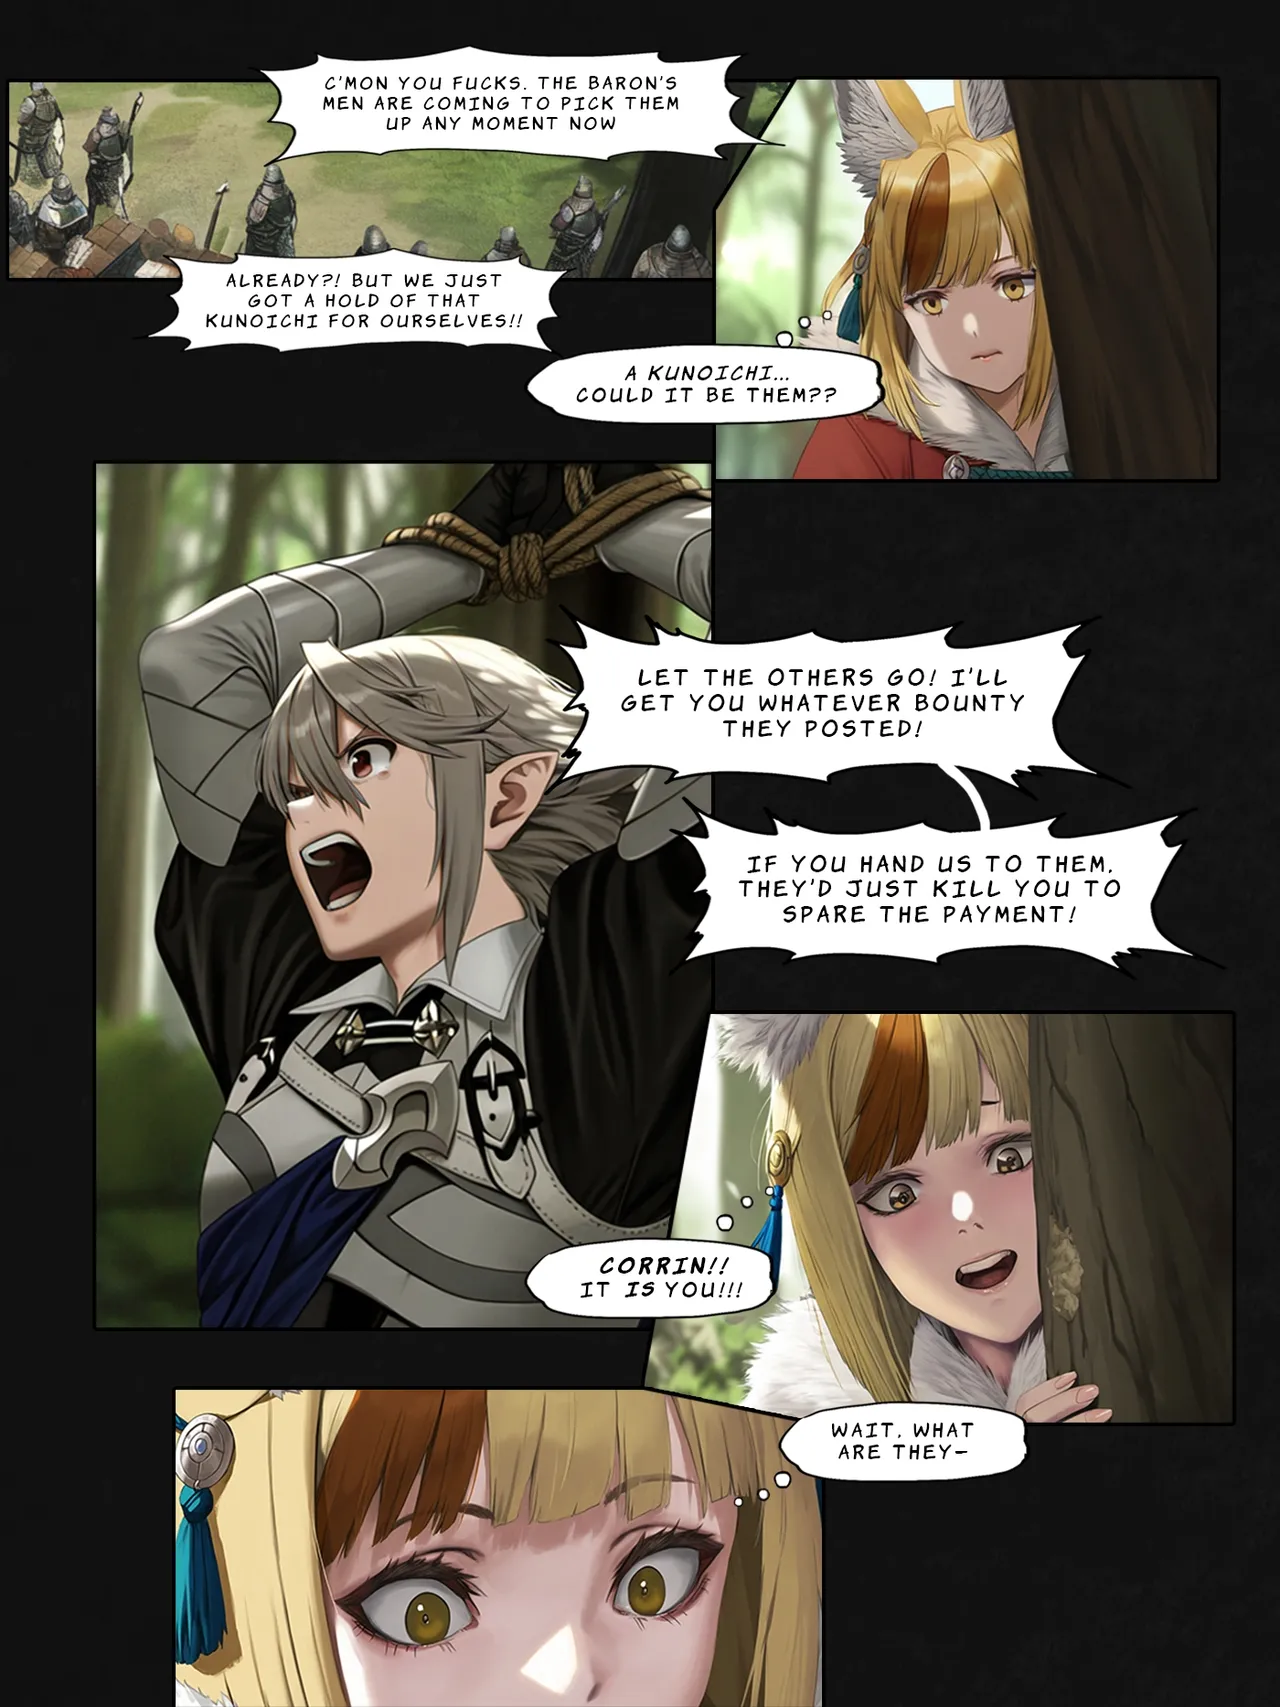 C'MON YOU FUCKS. THE BARON'S
MEN ARE COMING TO PICK THEM
UP ANY MOMENT NOW
ALREADY?! BUT WE JUST
GOT A HOLD OF THAT
KUNOICHI FOR OURSELVES!!
A KUNOICHI...
COULD IT BE THEM??
LET THE OTHERS GO! I'LL
GET YOU WHATEVER BOUNTY
THEY POSTED!
IF YOU HAND US TO THEM,
THEY'D JUST KILL YOU TO
SPARE THE PAYMENT!
CORRIN!!
IT IS YOU!!!
WAIT, WHAT
ARE THEY-